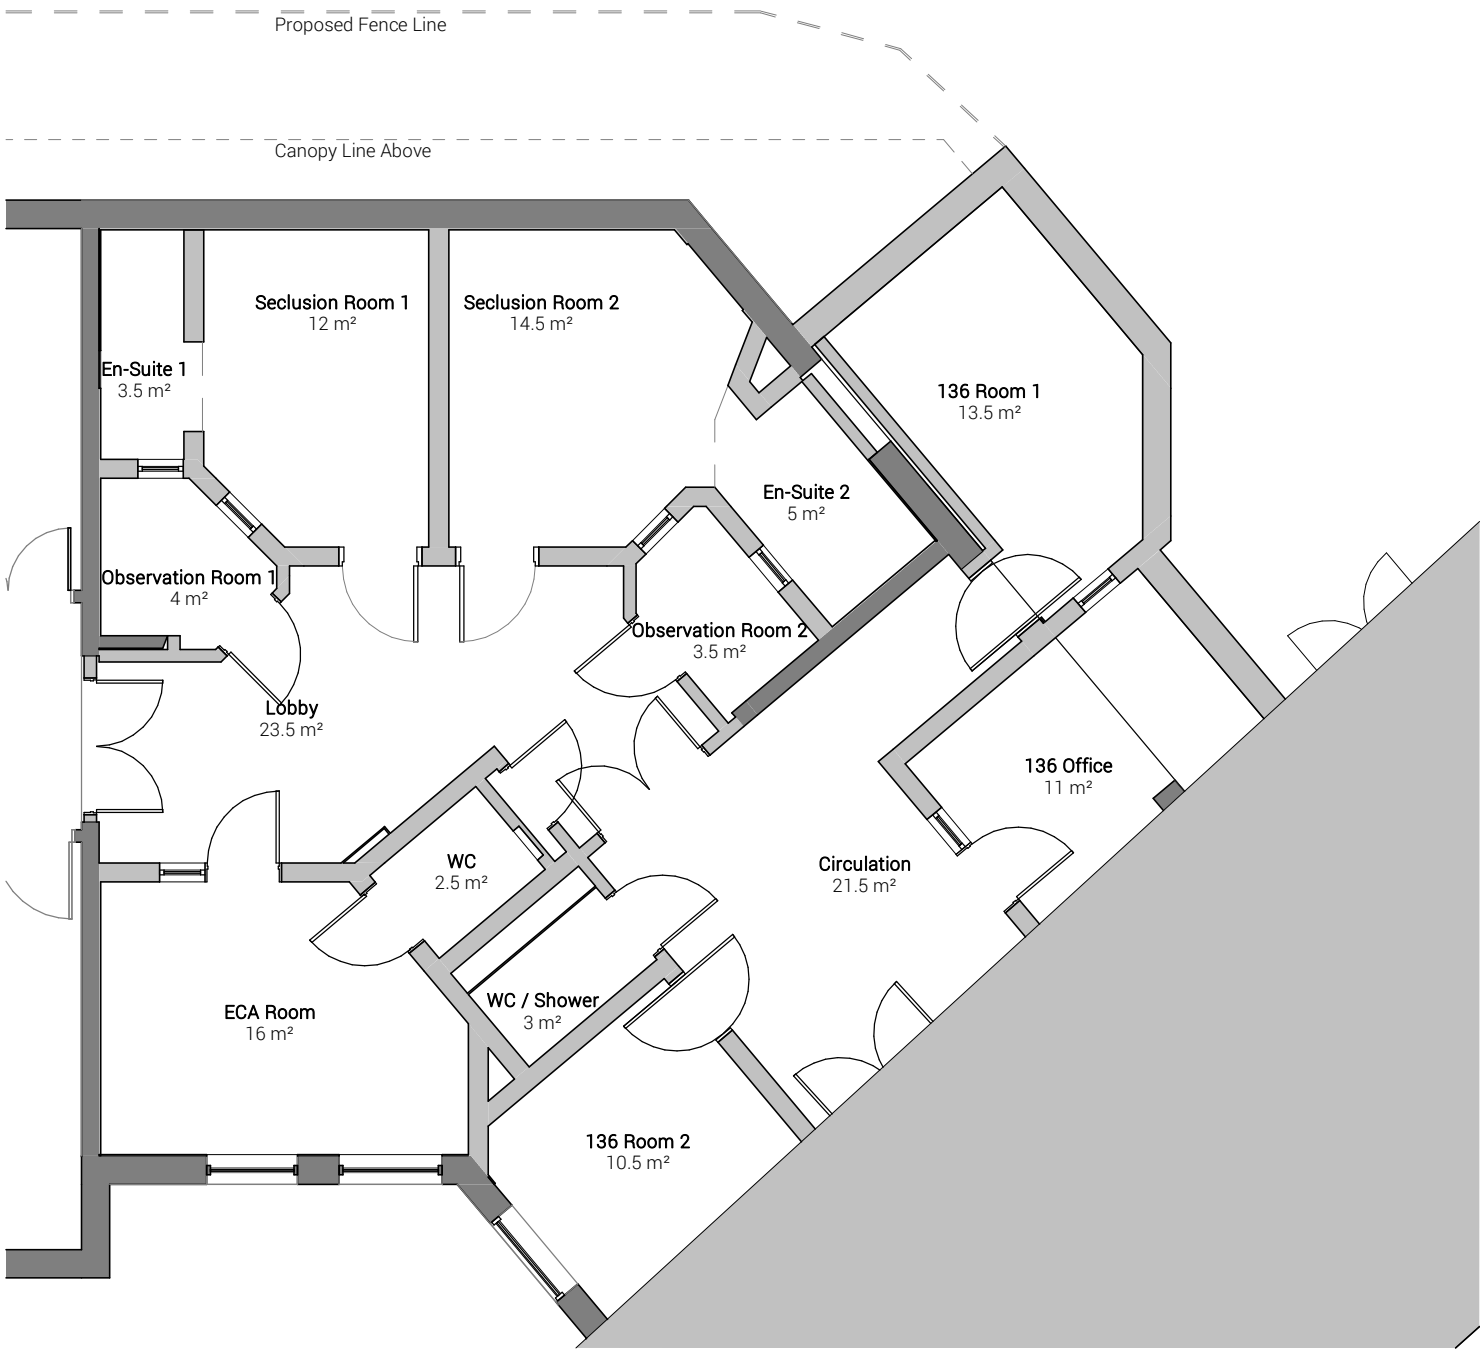 Proposed Fence Line
Canopy Line Above
Seclusion Room 1
12 m²
Seclusion Room 2
14.5 m²
En-Suite 1
3.5 m²
136 Room 1
13.5 m²
En-Suite 2
5 m²
Observation Room 1
4 m²
Observation Room 2
3.5 m²
Lobby
23.5 m²
136 Office
11 m²
WC
2.5 m²
Circulation
21.5 m²
WC / Shower
3 m²
ECA Room
16 m²
136 Room 2
10.5 m²